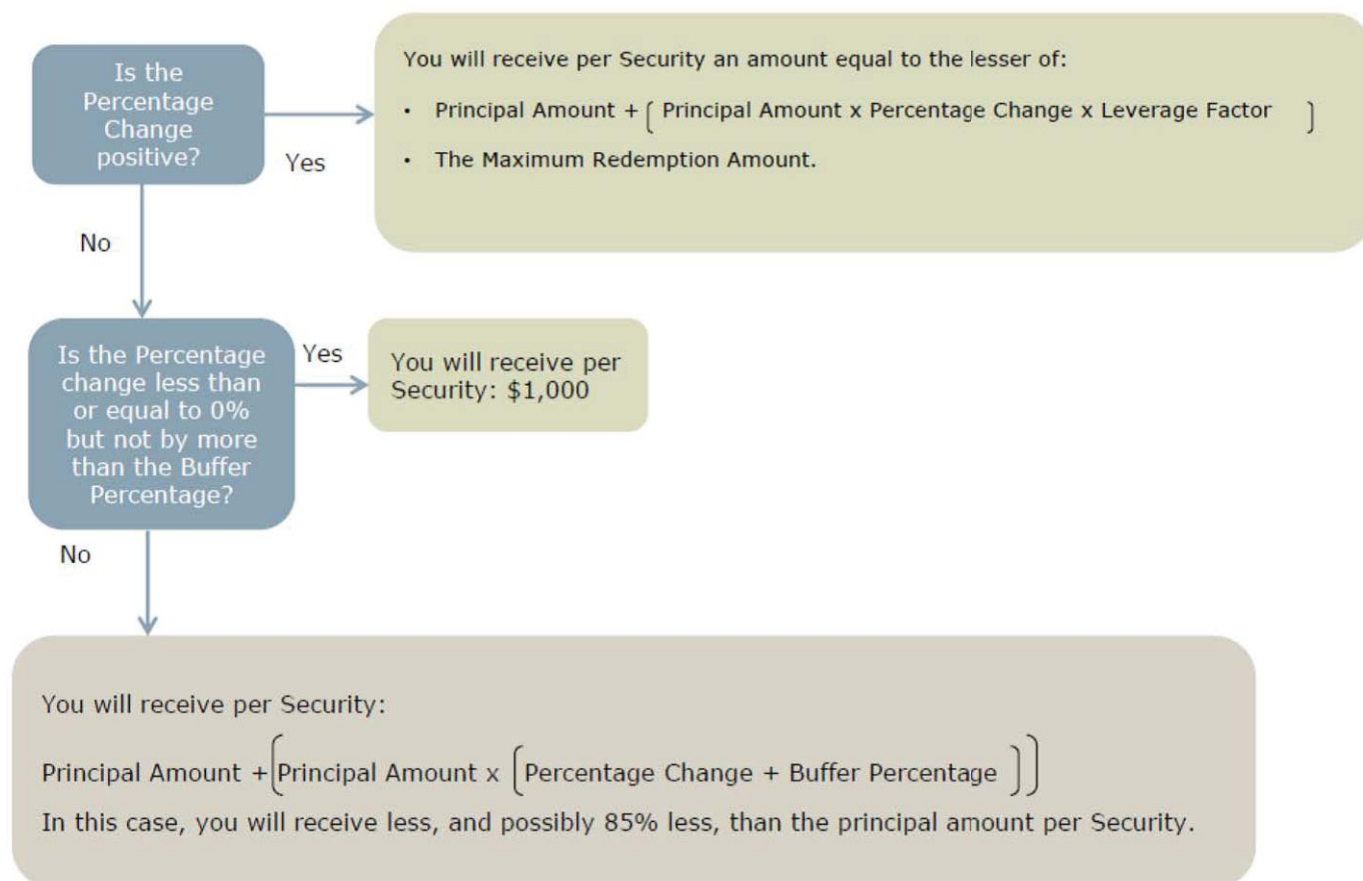 Is the
Percentage
Change
positive?
Yes
You will receive per Security an amount equal to the lesser of:
• Principal Amount + ( Principal Amount x Percentage Change x Leverage Factor )
• The Maximum Redemption Amount.
No
Is the Percentage
change less than
or equal to 0%
but not by more
than the Buffer
Percentage?
Yes
You will receive per
Security: $1,000
No
You will receive per Security:
Principal Amount + (Principal Amount x (Percentage Change + Buffer Percentage ))
In this case, you will receive less, and possibly 85% less, than the principal amount per Security.